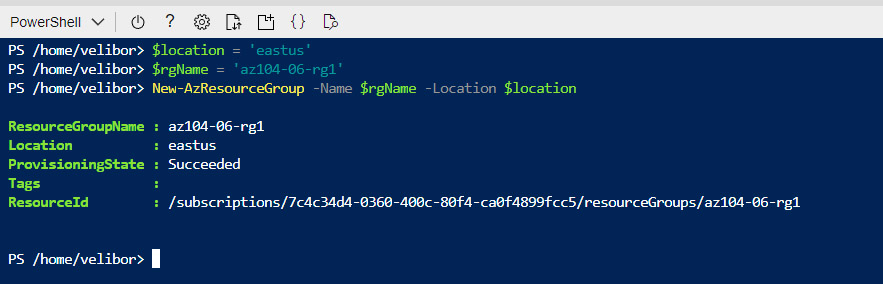 PowerShell
PS /home/velibor> $location = 'eastus'
PS /home/velibor> $rgName = 'az104-06-rg1'
PS /home/velibor> New-AzResourceGroup -Name $rgName -Location $location
ResourceGroupName : az104-06-rg1
Location          : eastus
ProvisioningState : Succeeded
Tags              :
ResourceId        : /subscriptions/7c4c34d4-0360-400c-80f4-ca0f4899fcc5/resourceGroups/az104-06-rg1
PS /home/velibor>